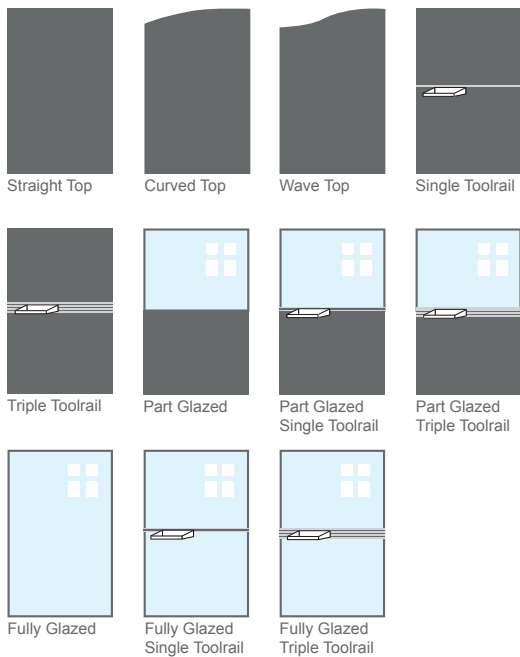 Straight Top
Curved Top
Wave Top
Single Toolrail
Triple Toolrail
Part Glazed
Part Glazed
Single Toolrail
Part Glazed
Triple Toolrail
Fully Glazed
Fully Glazed
Single Toolrail
Fully Glazed
Triple Toolrail